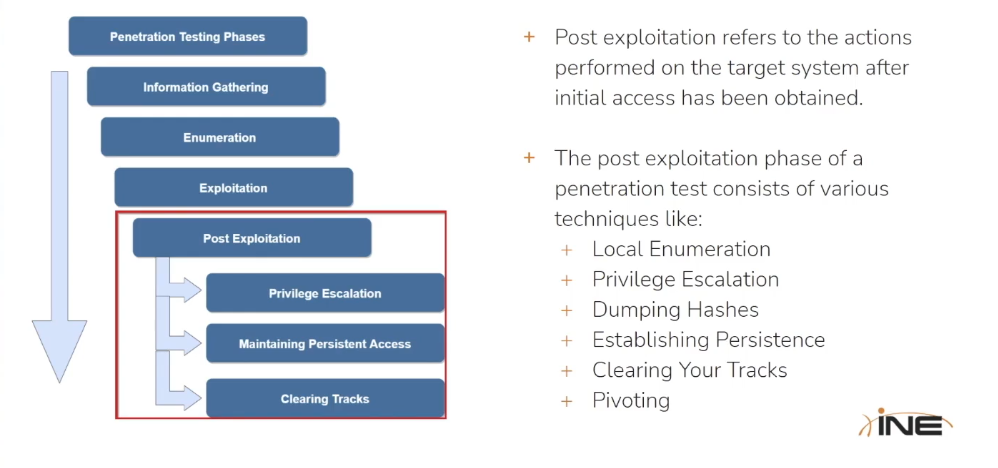 Penetration Testing Phases
Information Gathering
Enumeration
Exploitation
Post Exploitation
Privilege Escalation
Maintaining Persistent Access
Clearing Tracks
+ Post exploitation refers to the actions
performed on the target system after
initial access has been obtained.
+ The post exploitation phase of a
penetration test consists of various
techniques like:
+ Local Enumeration
+ Privilege Escalation
+ Dumping Hashes
+ Establishing Persistence
+ Clearing Your Tracks
+ Pivoting
iNE